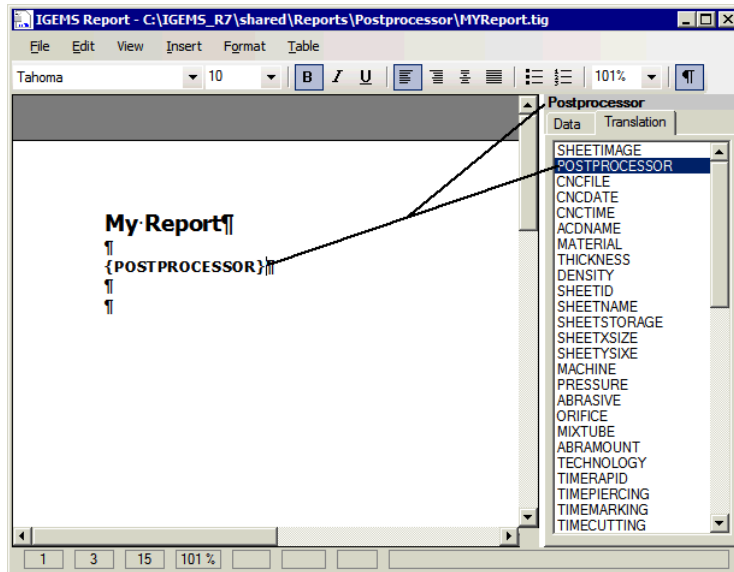 IGEMS Report - C:\IGEMS_R7\shared\Reports\Postprocessor\MYReport.tig
File Edit View Insert Format Table
Tahoma 10 B I U 101% ¶
Postprocessor
Data Translation
SHEETIMAGE
POSTPROCESSOR
CNCFILE
CNCDATE
CNCTIME
ACDNAME
MATERIAL
THICKNESS
DENSITY
SHEETID
SHEETNAME
SHEETSTORAGE
SHEETXSIZE
SHEETYSIXE
MACHINE
PRESSURE
ABRASIVE
ORIFICE
MIXTUBE
ABRAMOUNT
TECHNOLOGY
TIMERAPID
TIMEPIERCING
TIMEMARKING
TIMECUTTING
My·Report¶
¶
{POSTPROCESSOR}¶
¶
¶
1 3 15 101 %